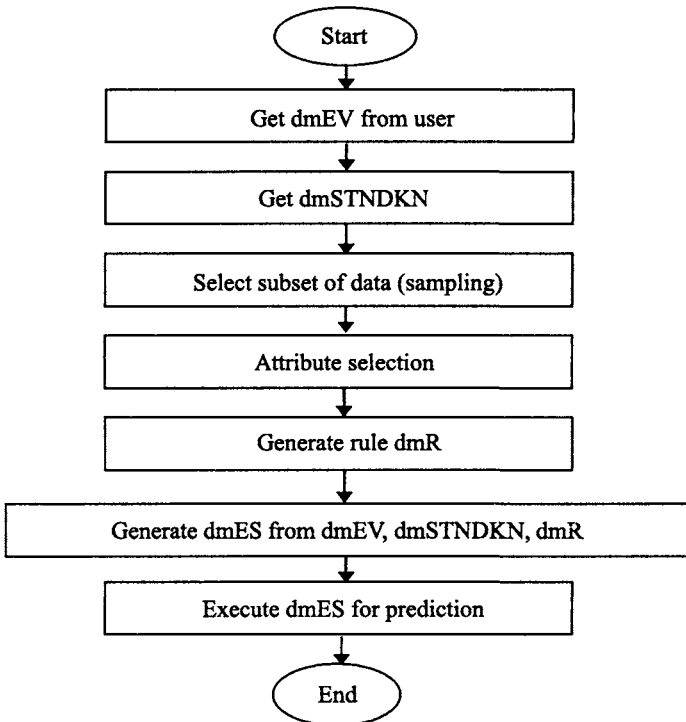 Start
Get dmEV from user
Get dmSTNDKN
Select subset of data (sampling)
Attribute selection
Generate rule dmR
Generate dmES from dmEV, dmSTNDKN, dmR
Execute dmES for prediction
End